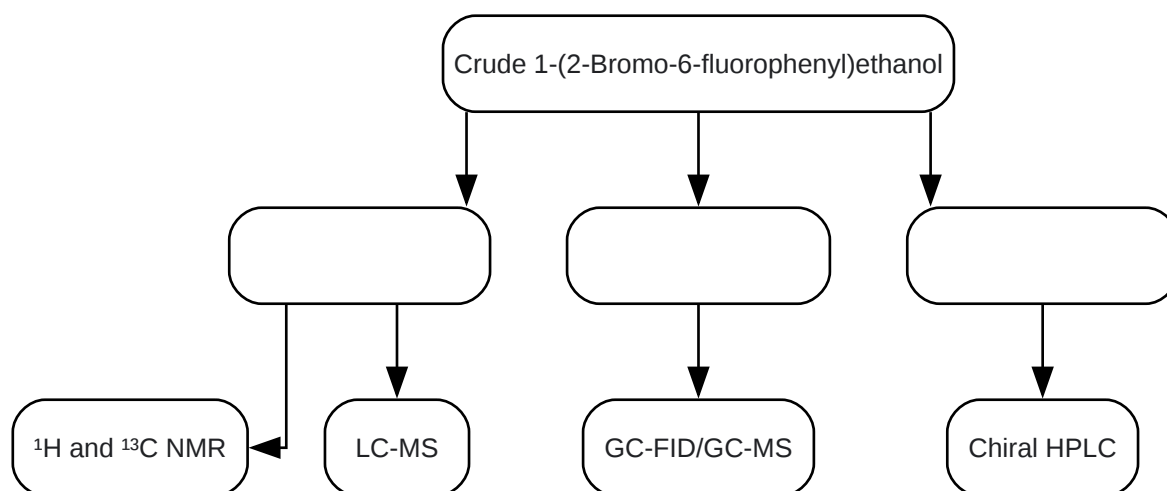 Crude 1-(2-Bromo-6-fluorophenyl)ethanol
¹H and ¹³C NMR
LC-MS
GC-FID/GC-MS
Chiral HPLC